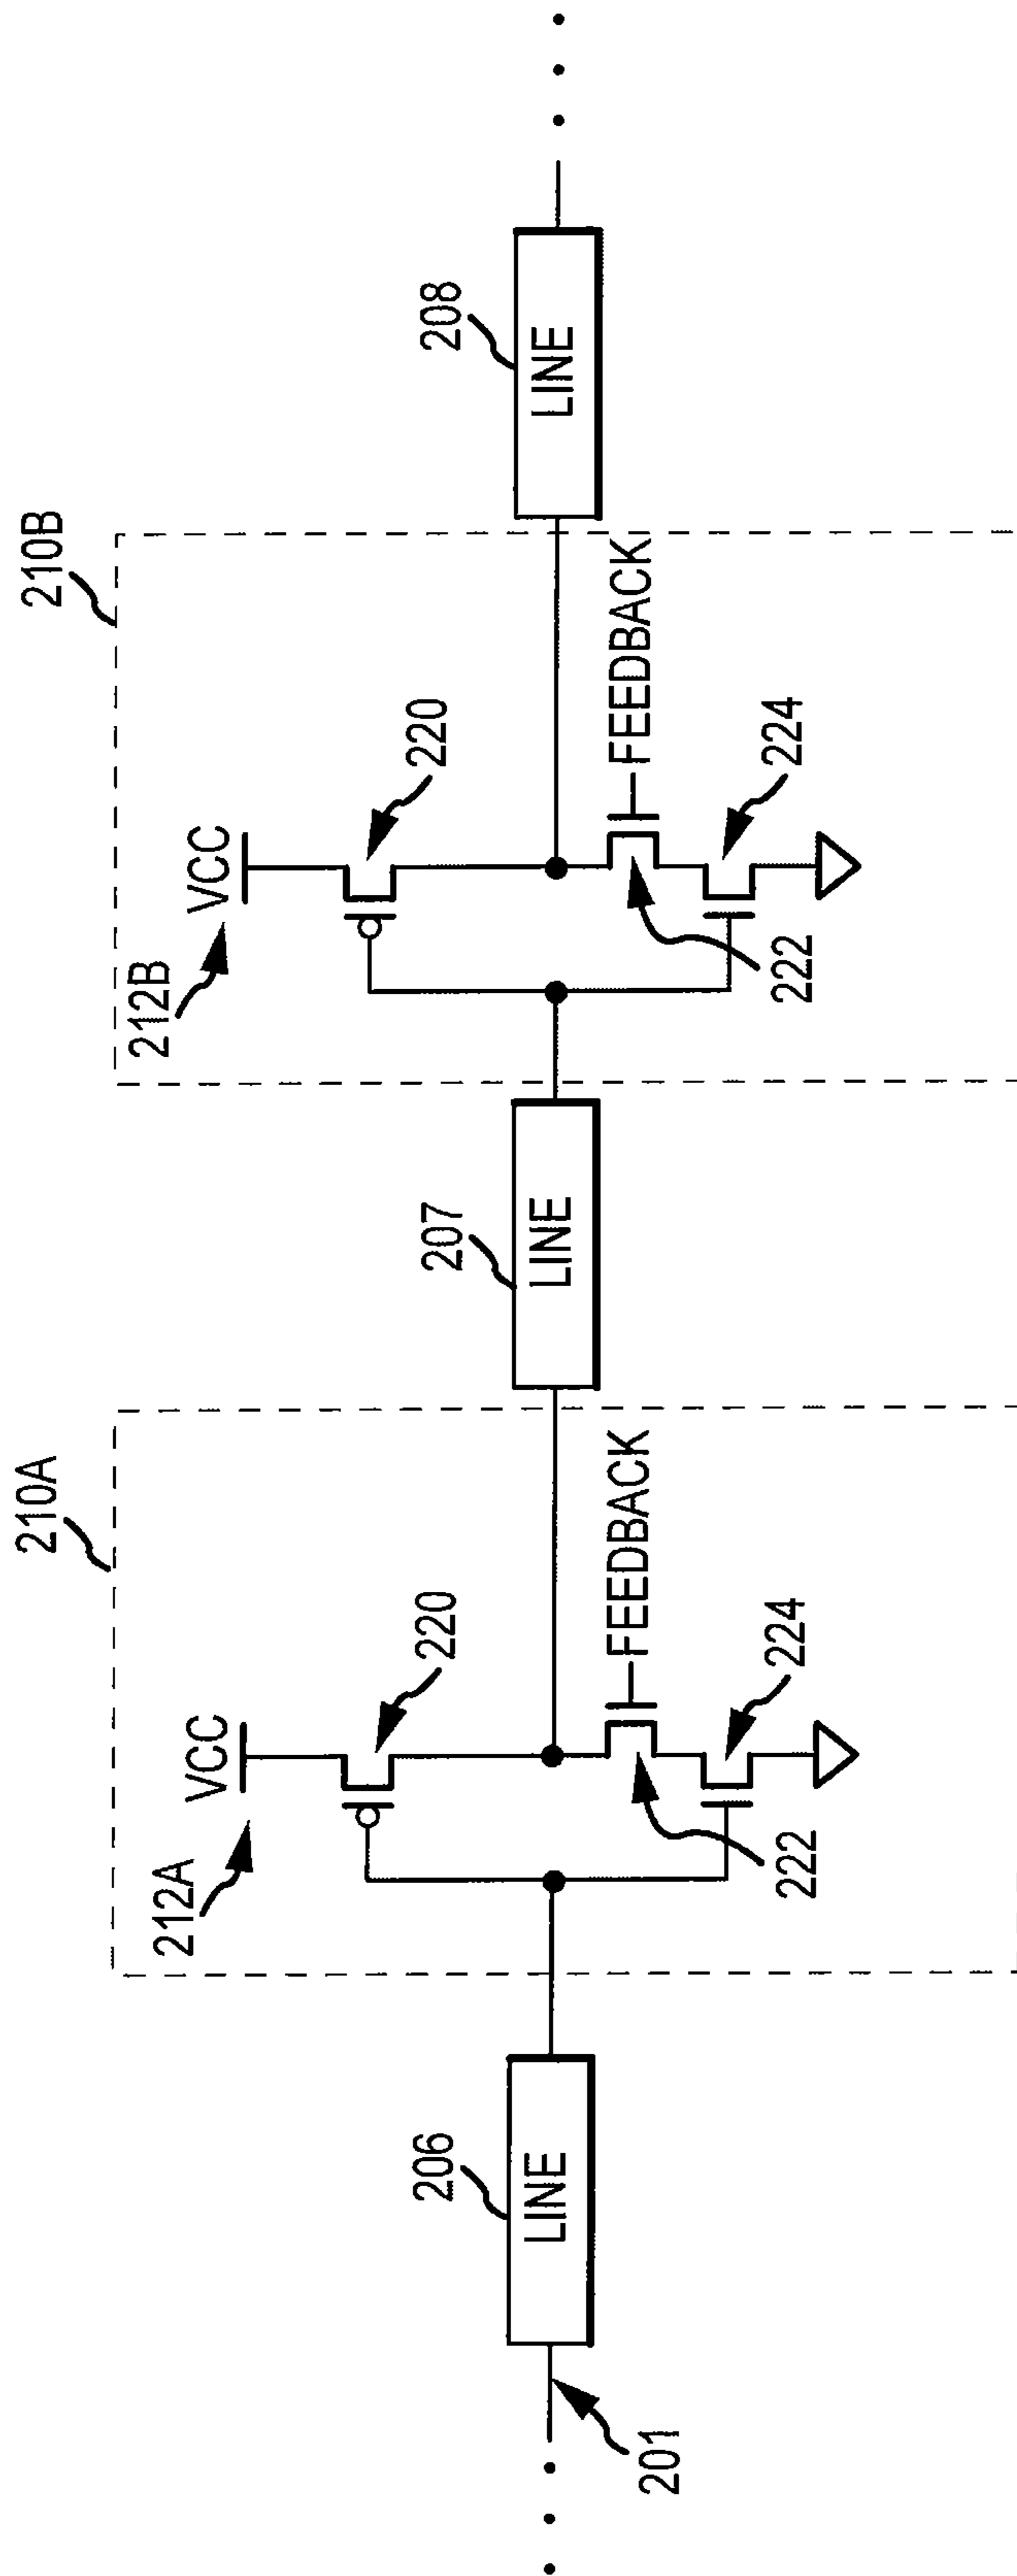 210A
210B
212A
VCC
220
212B
VCC
220
206
LINE
207
LINE
208
LINE
201
222
FEEDBACK
224
222
FEEDBACK
224